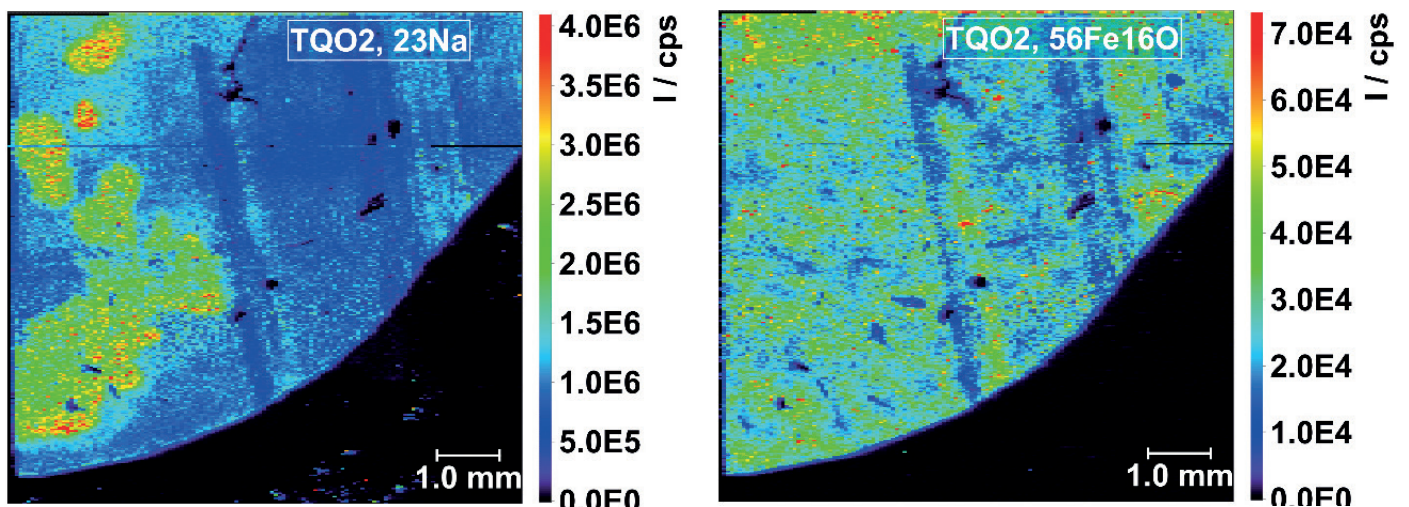 TQO2, 23Na
4.0E6
3.5E6
3.0E6
2.5E6
2.0E6
1.5E6
1.0E6
5.0E5
0.0E0
I / cps
1.0 mm
TQO2, 56Fe16O
7.0E4
6.0E4
5.0E4
4.0E4
3.0E4
2.0E4
1.0E4
0.0E0
I / cps
1.0 mm